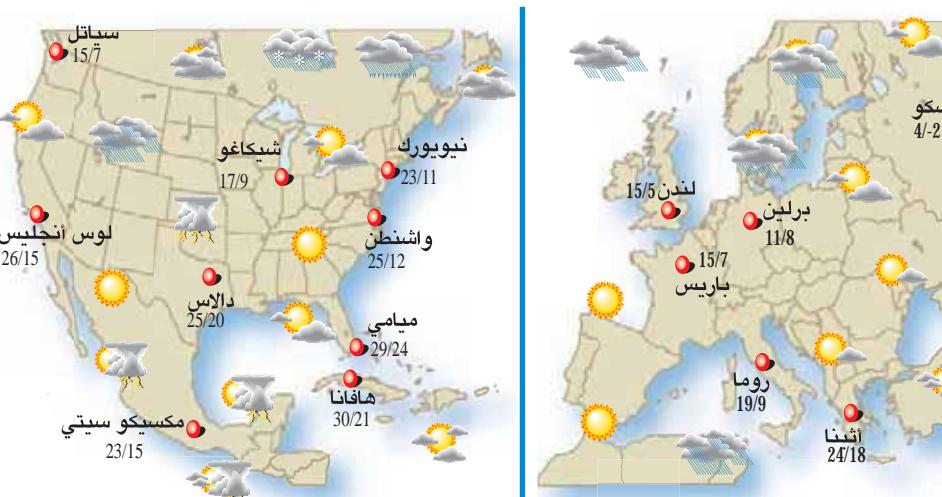 سياتل
15/7
شيكاغو
17/9
نيويورك
23/11
واشنطن
25/12
لوس أنجليس
26/15
دالاس
25/20
ميامي
29/24
هافانا
30/21
مكسيكو سيتي
23/15
سكو
4/-2
لندن 15/5
برلين
11/8
15/7
باريس
روما
19/9
أثينا
24/18